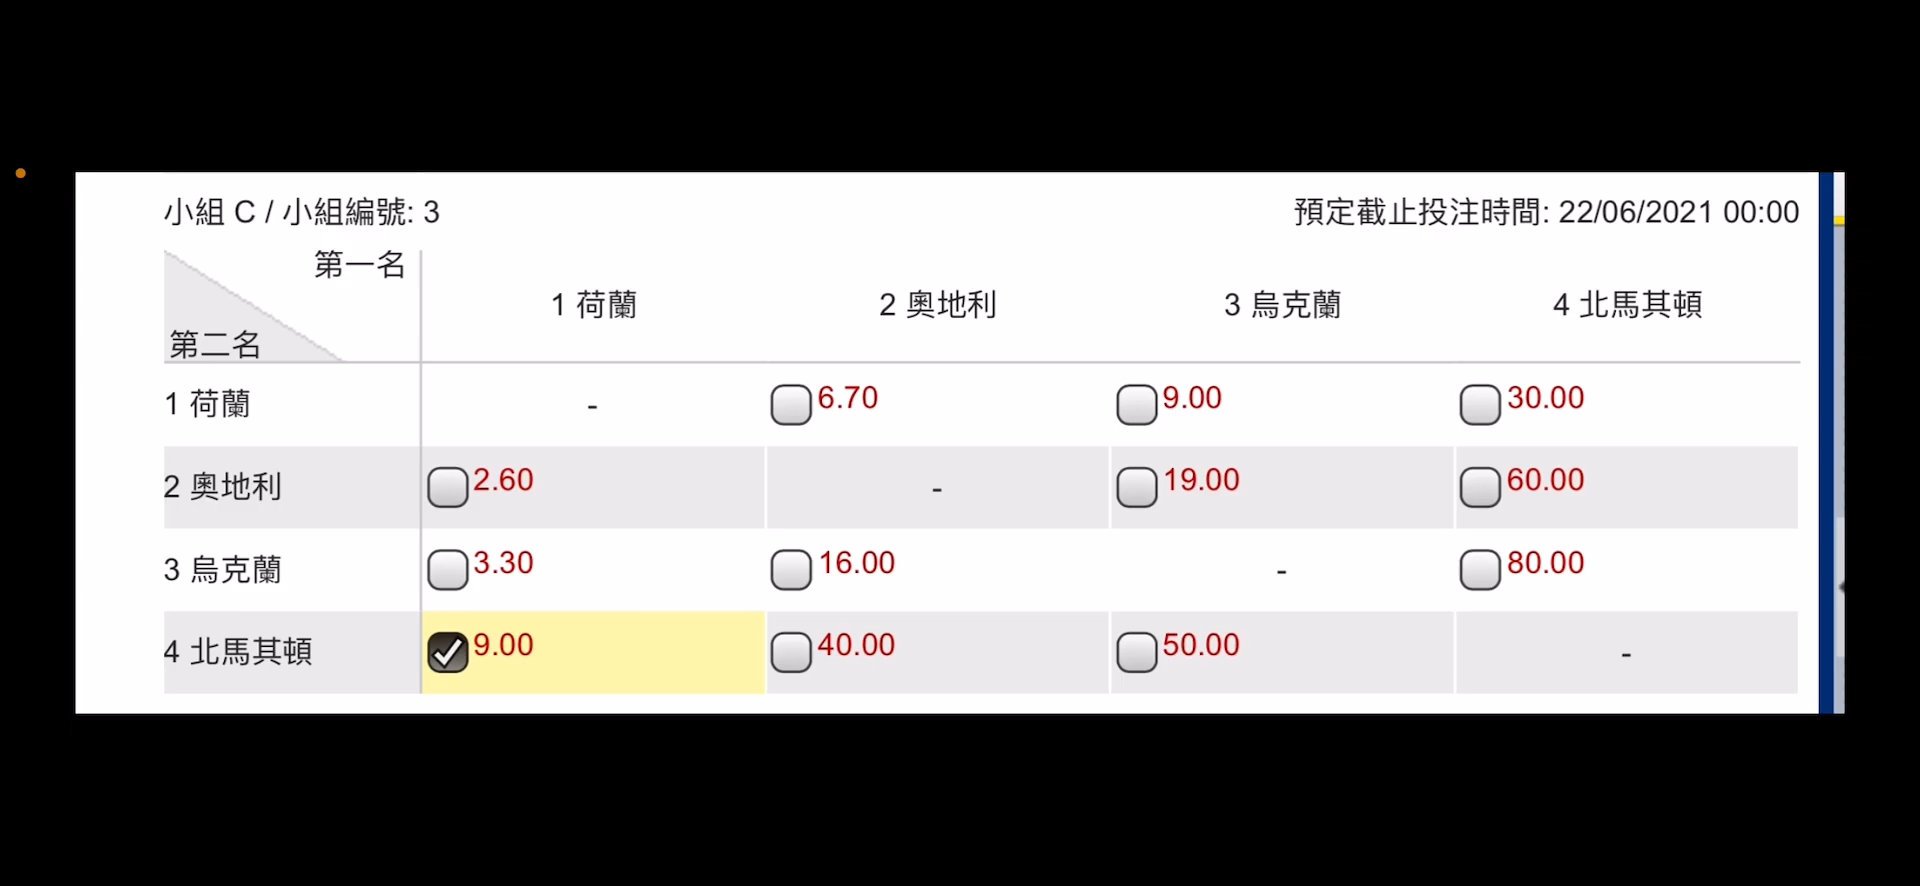 小組 C / 小組編號: 3 預定截止投注時間: 22/06/2021 00:00
第一名
第二名
1 荷蘭 2 奧地利 3 烏克蘭 4 北馬其頓
1 荷蘭 - 6.70 9.00 30.00
2 奧地利 2.60 - 19.00 60.00
3 烏克蘭 3.30 16.00 - 80.00
4 北馬其頓 9.00 40.00 50.00 -